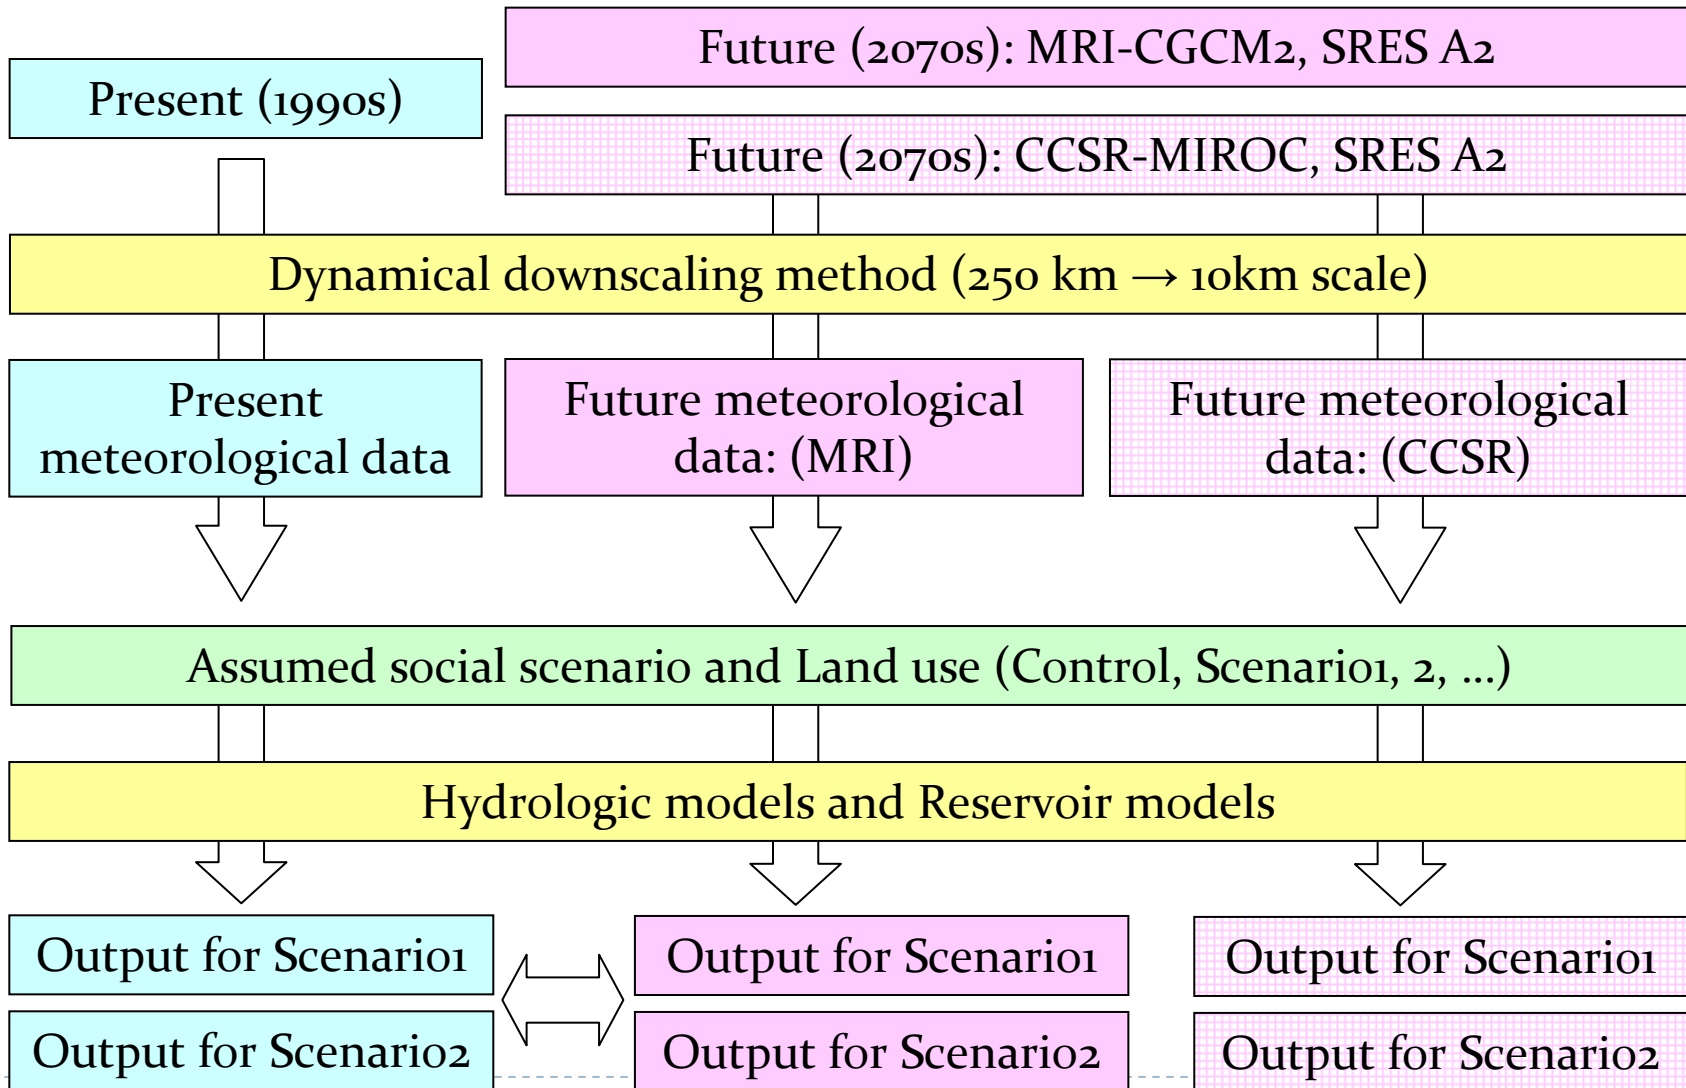 Future (2070s): MRI-CGCM2, SRES A2
Present (1990s)
Future (2070s): CCSR-MIROC, SRES A2
Dynamical downscaling method (250 km → 10km scale)
Present
meteorological data
Future meteorological
data: (MRI)
Future meteorological
data: (CCSR)
Assumed social scenario and Land use (Control, Scenario1, 2, ...)
Hydrologic models and Reservoir models
Output for Scenario1
Output for Scenario1
Output for Scenario1
Output for Scenario2
Output for Scenario2
Output for Scenario2